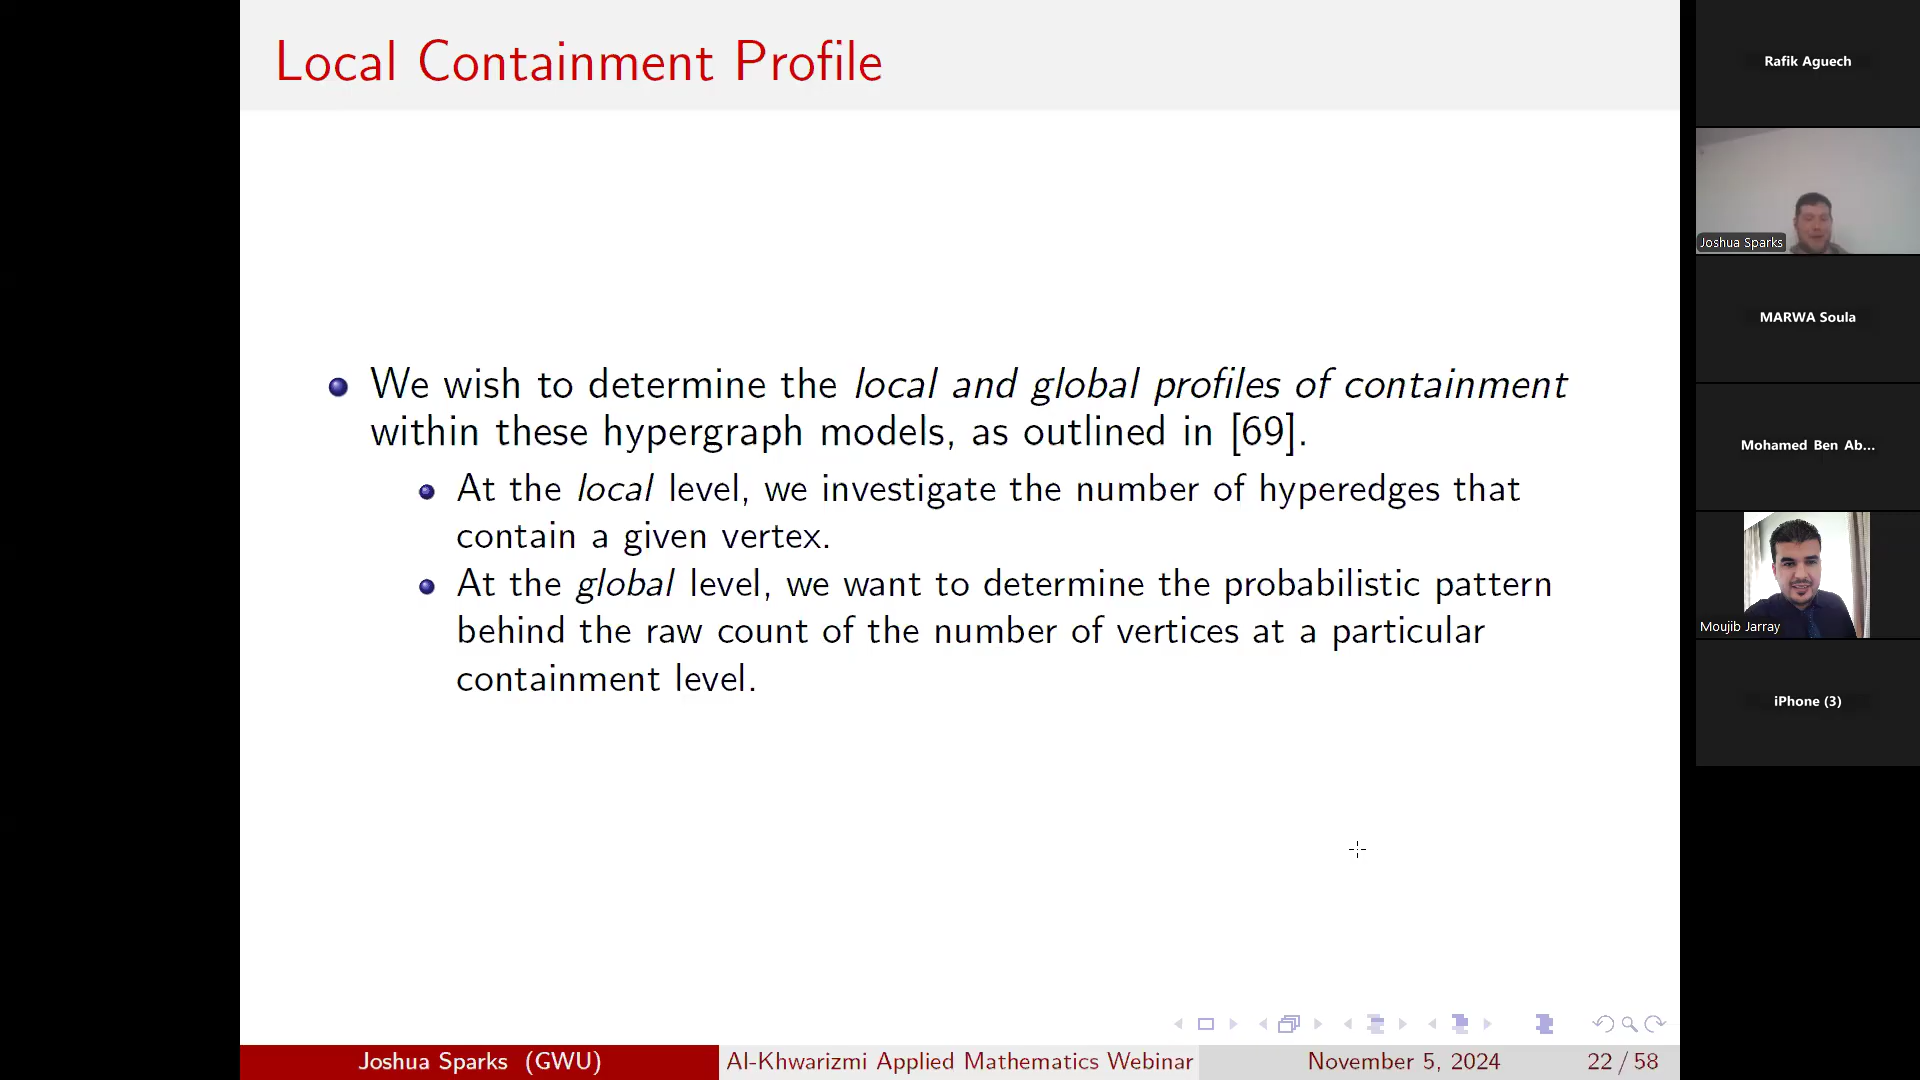 Local Containment Profile
We wish to determine the local and global profiles of containment
within these hypergraph models, as outlined in [69].
At the local level, we investigate the number of hyperedges that
contain a given vertex.
At the global level, we want to determine the probabilistic pattern
behind the raw count of the number of vertices at a particular
containment level.
Joshua Sparks (GWU)
Al-Khwarizmi Applied Mathematics Webinar
November 5, 2024
22 / 58
Rafik Aguech
Joshua Sparks
MARWA Soula
Mohamed Ben Ab...
Moujib Jarray
iPhone (3)